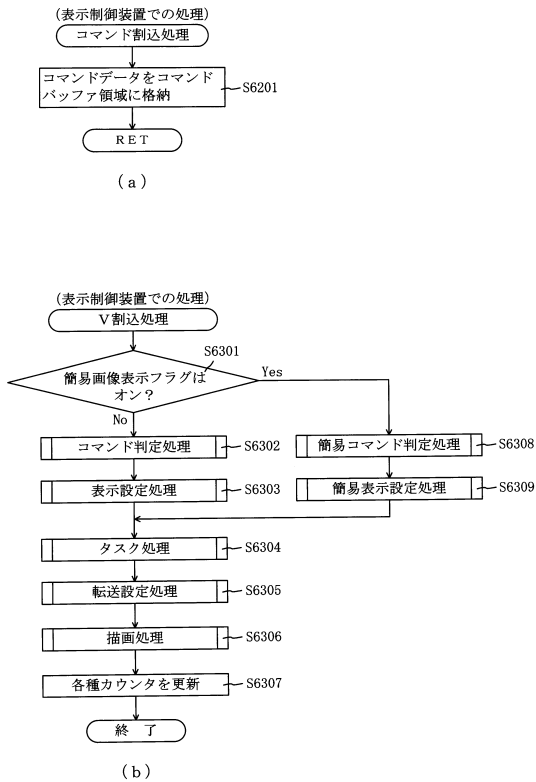 (表示制御装置での処理)
コマンド割込処理
コマンドデータをコマンド
バッファ領域に格納
S6201
RET
(a)
(表示制御装置での処理)
V割込処理
S6301
簡易画像表示フラグは
オン?
Yes
No
コマンド判定処理
S6302
簡易コマンド判定処理
S6308
表示設定処理
S6303
簡易表示設定処理
S6309
タスク処理
S6304
転送設定処理
S6305
描画処理
S6306
各種カウンタを更新
S6307
終 了
(b)